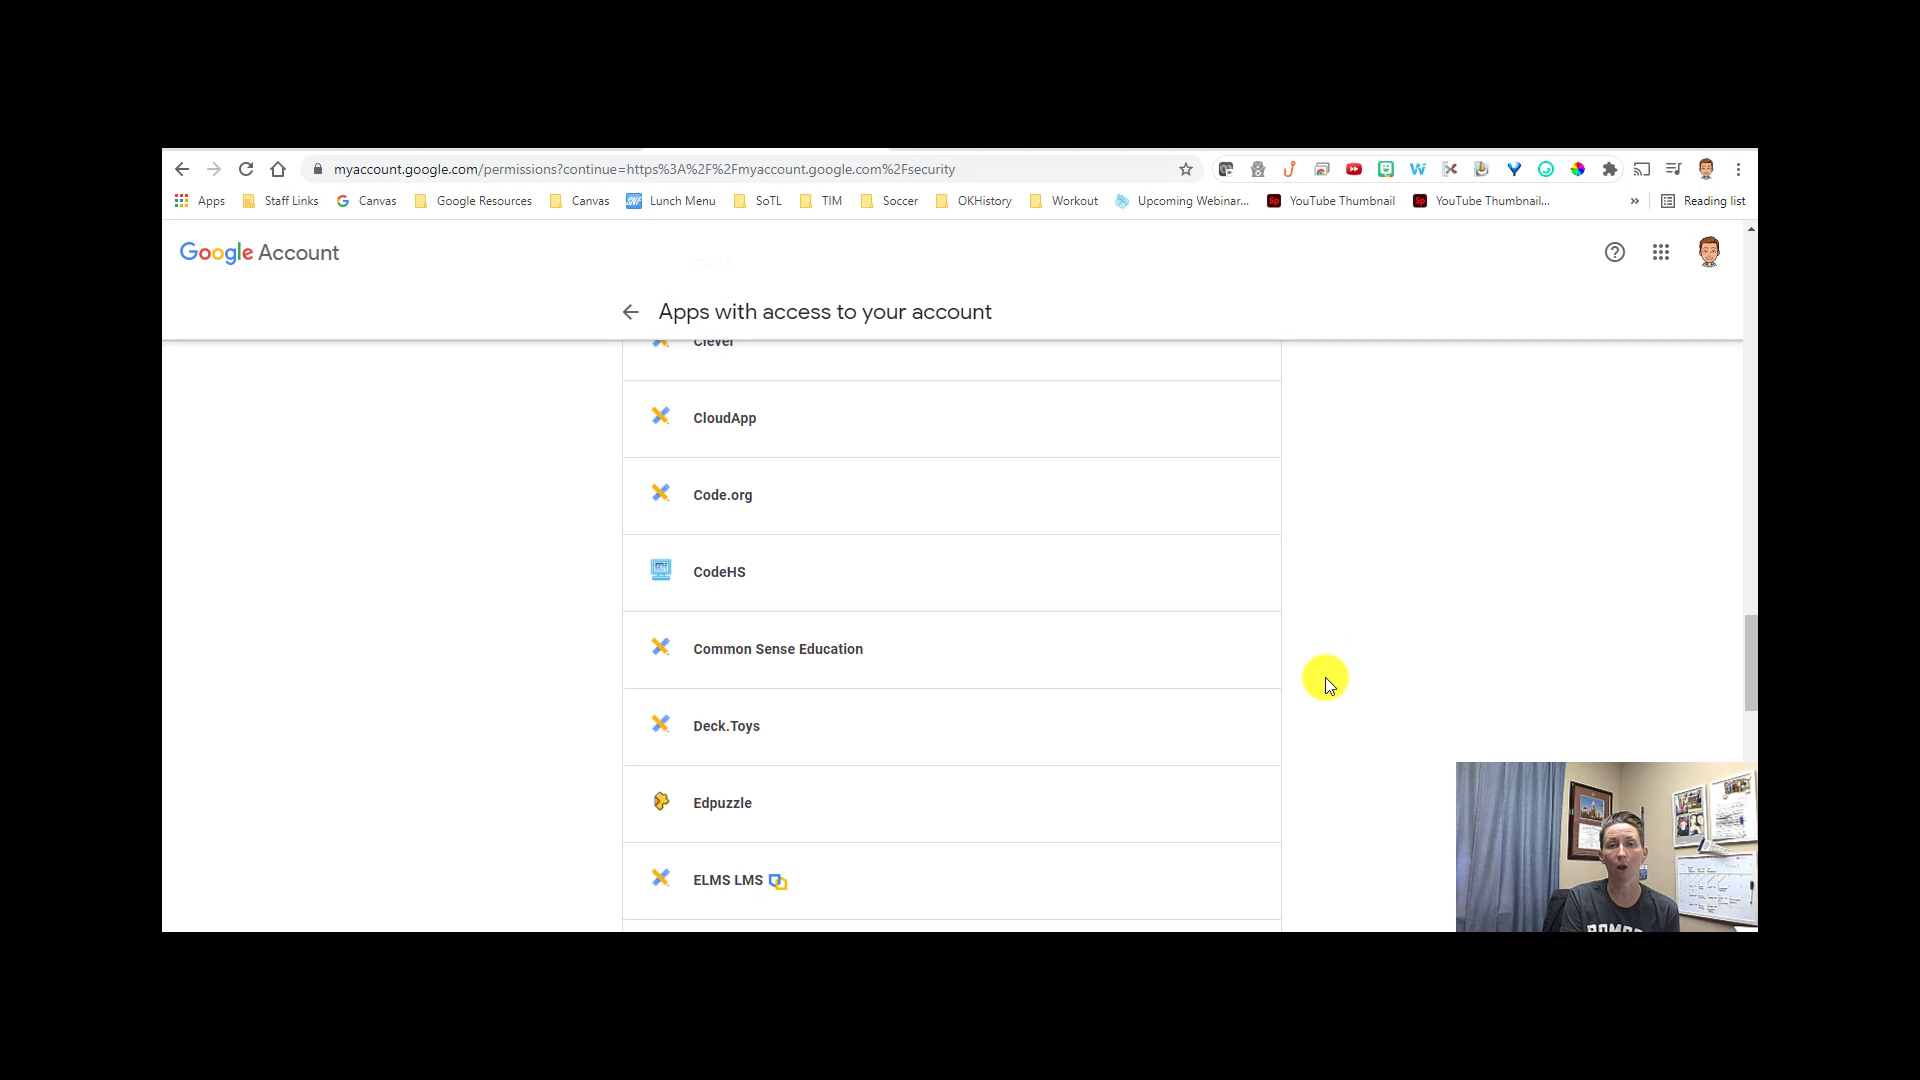 myaccount.google.com/permissions?continue=https%3A%2F%2Fmyaccount.google.com%2Fsecurity
Apps Staff Links Canvas Google Resources Canvas Lunch Menu SoTL TIM Soccer OKHistory Workout Upcoming Webinar... YouTube Thumbnail YouTube Thumbnail... » Reading list
Google Account
Apps with access to your account
Clever
CloudApp
Code.org
CodeHS
Common Sense Education
Deck.Toys
Edpuzzle
ELMS LMS